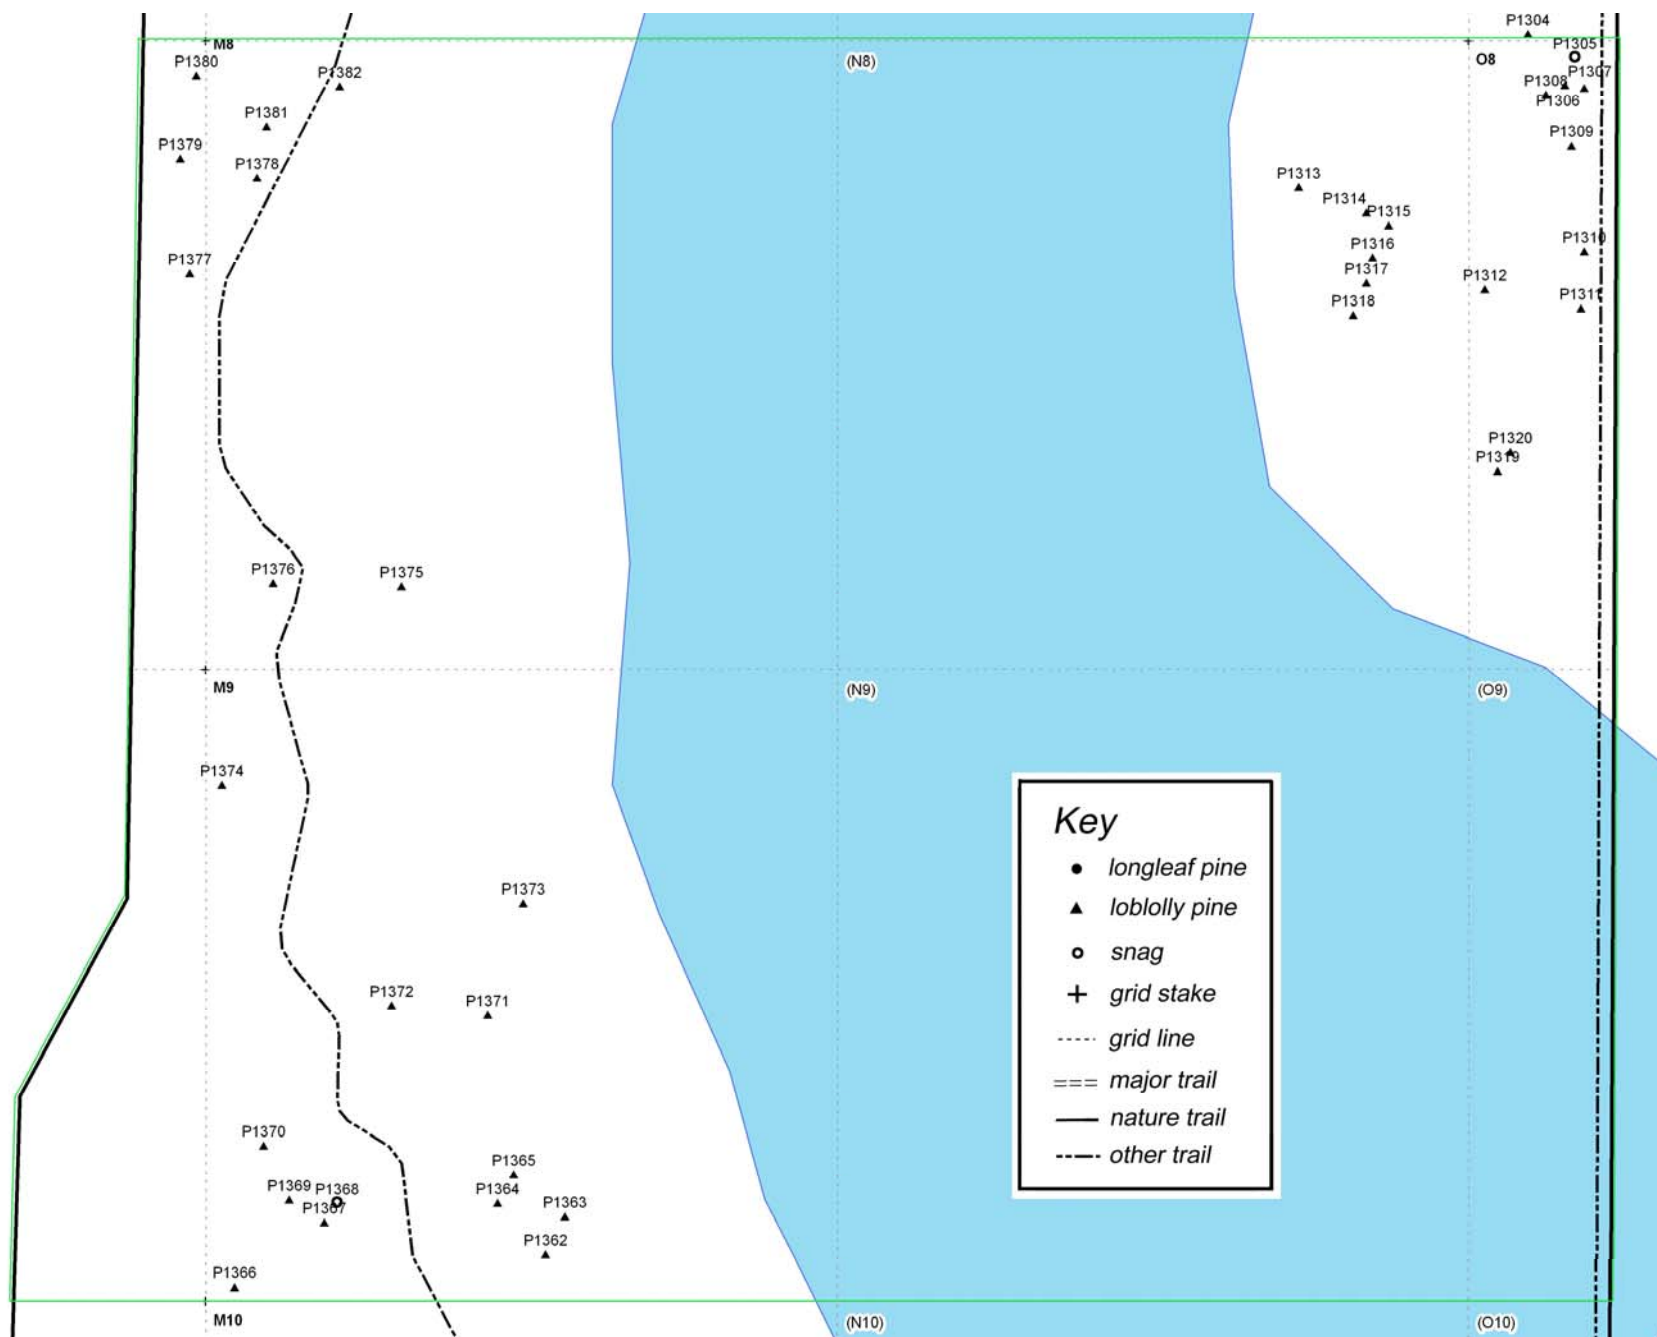 P1304
M8
P1305
(N8)
O8
P1380
P1382
P1307
P1308
P1306
P1381
P1309
P1379
P1378
P1313
P1314
P1315
P1377
P1316
P1310
P1317
P1312
P1318
P1311
P1320
P1319
P1376
P1375
M9
(N9)
(O9)
P1374
Key
longleaf pine
P1373
loblolly pine
snag
P1372
P1371
grid stake
grid line
major trail
nature trail
P1370
other trail
P1365
P1369
P1368
P1364
P1363
P1367
P1362
P1366
M10
(N10)
(O10)